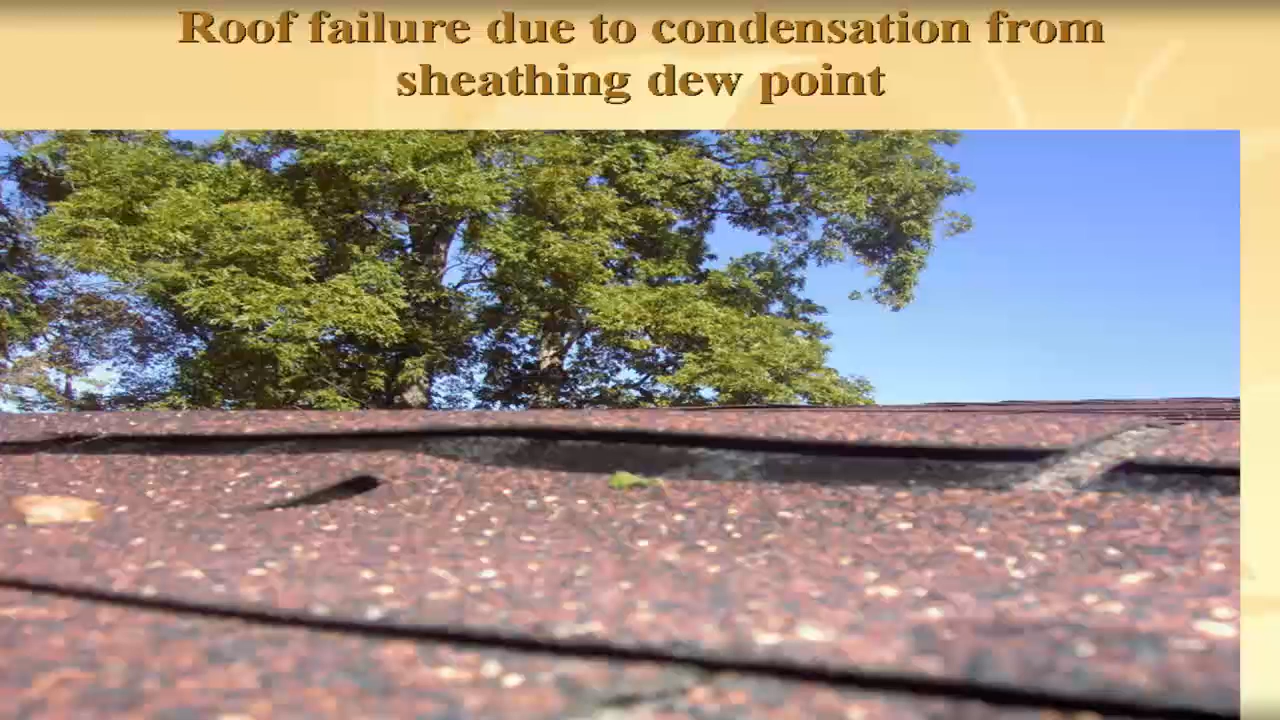 Roof failure due to condensation from
sheathing dew point